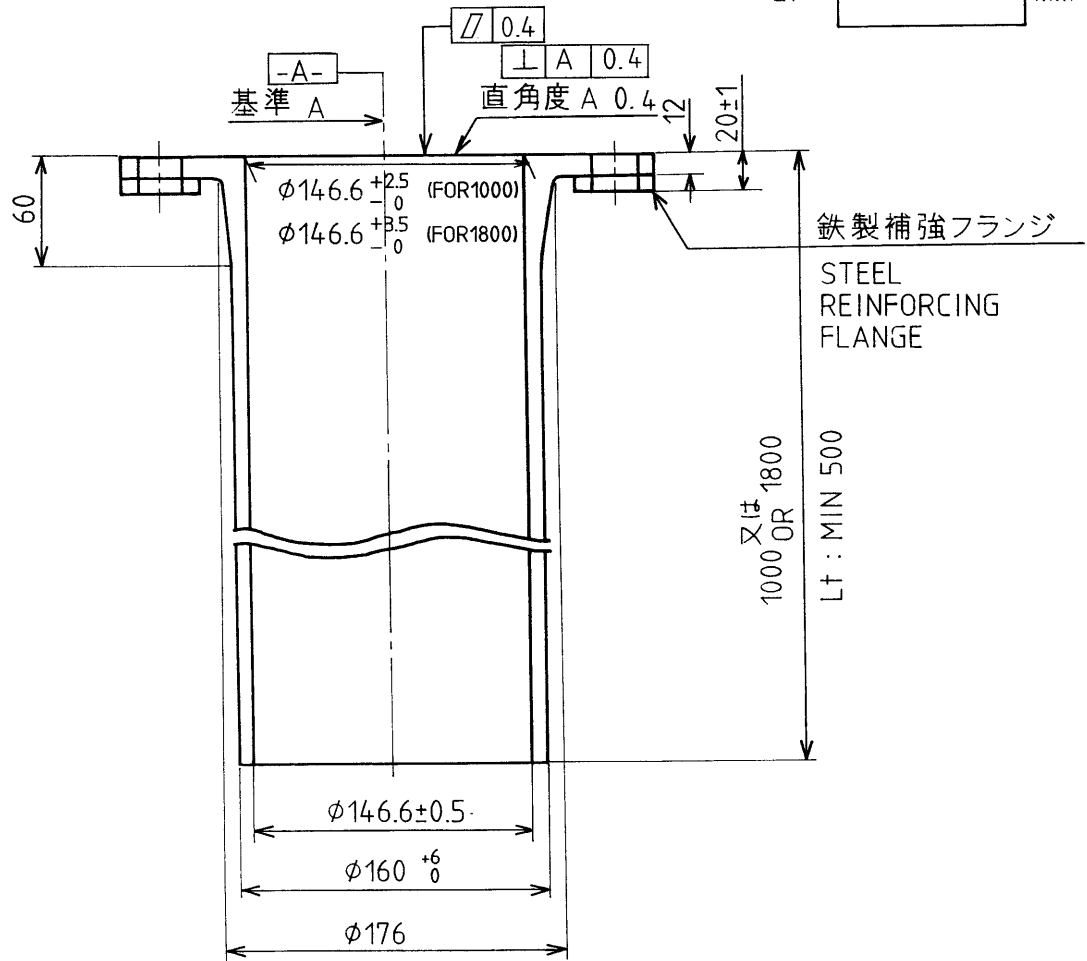 ⏥ 0.4
⊥ A 0.4
-A-
基準 A
直角度 A 0.4
12
20±1
60
φ146.6 +2.5 - 0 (FOR1000)
φ146.6 +3.5 - 0 (FOR1800)
鉄製補強フランジ
STEEL
REINFORCING
FLANGE
1000 又は OR 1800
Lt : MIN 500
φ146.6±0.5
φ160 +6 0
φ176